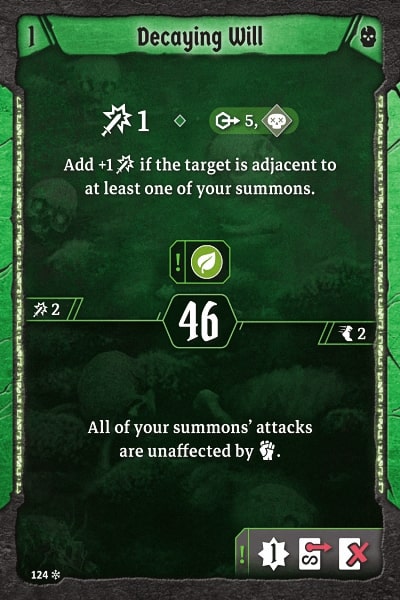 1 Decaying Will
1 5,
Add +1 if the target is adjacent to
at least one of your summons.
!
2
46
2
All of your summons' attacks
are unaffected by .
! 1
124